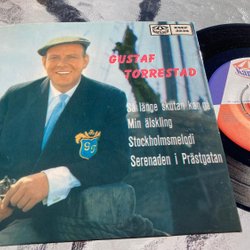 GUSTAF
TORRESTAD
Så länge skutan kan gå
Min älskling
Stockholmsmelodi
Serenaden i Prästgatan